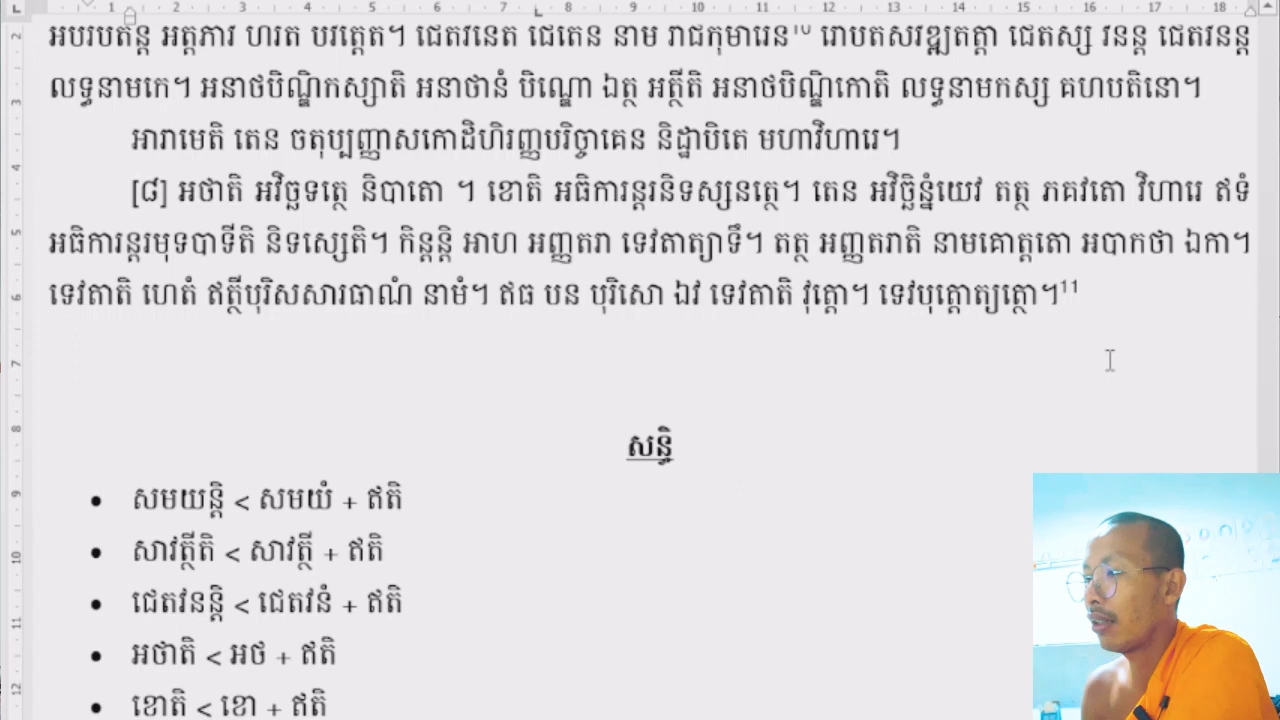 អបរបតន្ត អត្តភារ ហរត បវត្តេត។ ជេតវនេត ជេតេន នាម រាជកុមារេន¹⁰ រោបតសវឌ្ឍតត្តា ជេតស្ស វនន្ត ជេតវនន្ត
លទ្ធនាមកេ។ អនាថបិណ្ឌិកស្សាតិ អនាថានំ បិណ្ឌោ ឯត្ថ អត្ថីតិ អនាថបិណ្ឌិកោតិ លទ្ធនាមកស្ស គហបតិនោ។
អារាមេតិ តេន ចតុប្បញ្ញាសកោដិហិរញ្ញបរិច្ចាគេន និដ្ឋាបិតេ មហាវិហារេ។
[៨] អថាតិ អវិច្ឆទត្ថេ និបាតោ ។ ខោតិ អធិការន្តរនិទស្សនត្ថេ។ តេន អវិច្ឆិន្នំយេវ តត្ថ ភគវតោ វិហារេ ឥទំ
អធិការន្តរមុទបាទីតិ និទស្សេតិ។ កិន្តន្តិ អាហ អញ្ញតរា ទេវតាត្យាទឹ។ តត្ថ អញ្ញតរាតិ នាមគោត្តតោ អបាកថា ឯកា។
ទេវតាតិ ហេតំ ឥត្ថីបុរិសសារធាណំ នាមំ។ ឥធ បន បុរិសោ ឯវ ទេវតាតិ វុត្តោ។ ទេវបុត្តោត្យត្ថោ។¹¹
សន្ធិ
• សមយន្តិ < សមយំ + ឥតិ
• សាវត្ថីតិ < សាវត្ថី + ឥតិ
• ជេតវនន្តិ < ជេតវនំ + ឥតិ
• អថាតិ < អថ + ឥតិ
• ខោតិ < ខោ + ឥតិ